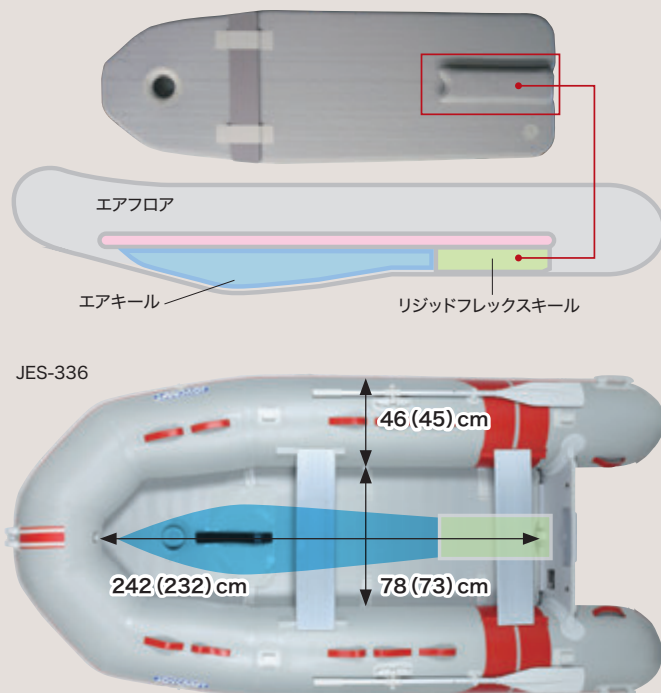 エアフロア
エアキール
リジッドフレックスキール
JES-336
46(45)cm
242(232)cm
78(73)cm